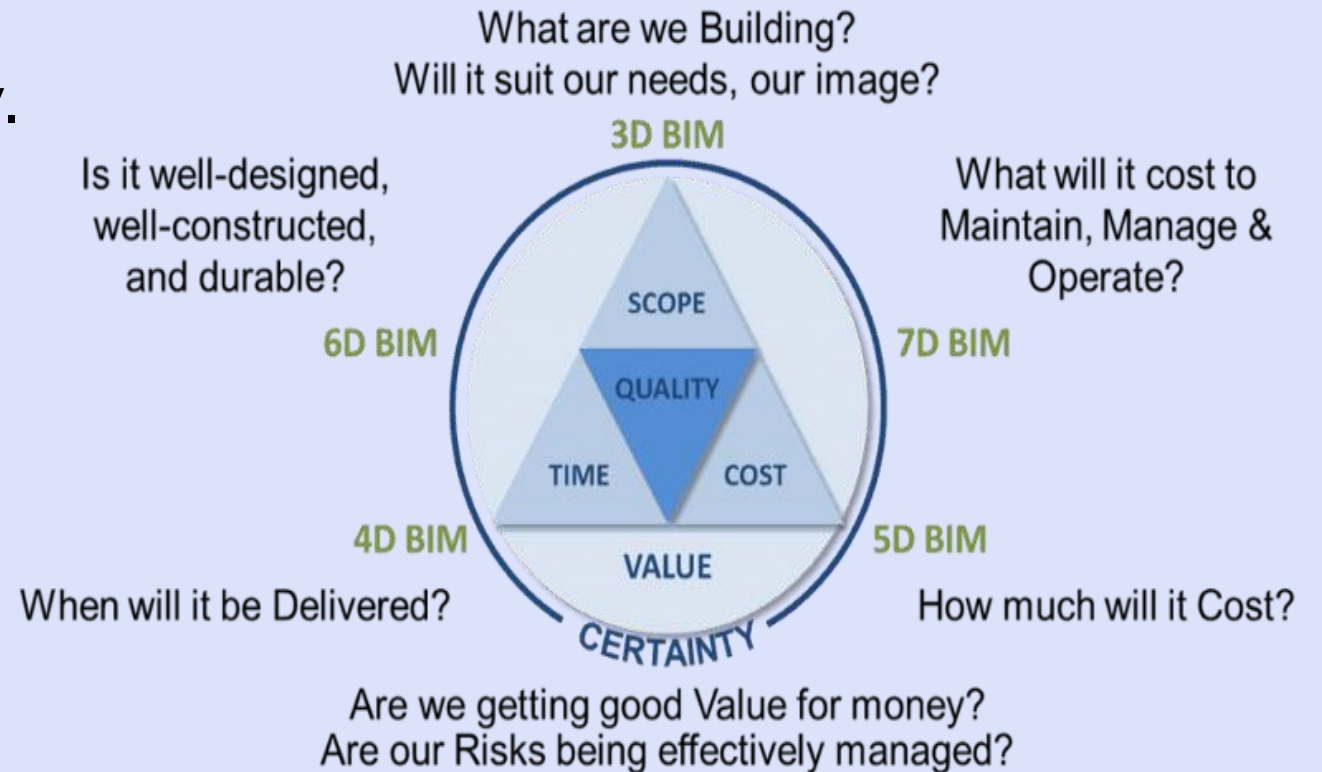 What are we Building?
Will it suit our needs, our image?
3D BIM
Is it well-designed,
well-constructed,
and durable?
What will it cost to
Maintain, Manage &
Operate?
SCOPE
6D BIM
7D BIM
QUALITY
TIME
COST
4D BIM
5D BIM
VALUE
When will it be Delivered?
How much will it Cost?
CERTAINTY
Are we getting good Value for money?
Are our Risks being effectively managed?